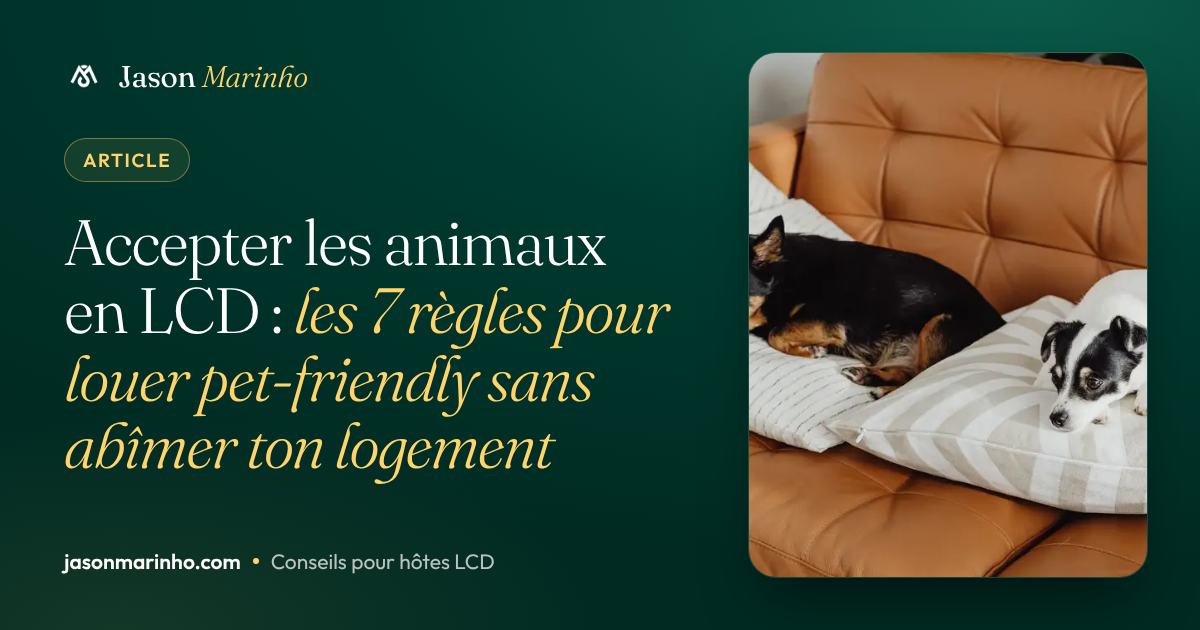 Jason Marinho
ARTICLE
Accepter les animaux
en LCD : les 7 règles pour
louer pet-friendly sans
abîmer ton logement
jasonmarinho.com • Conseils pour hôtes LCD